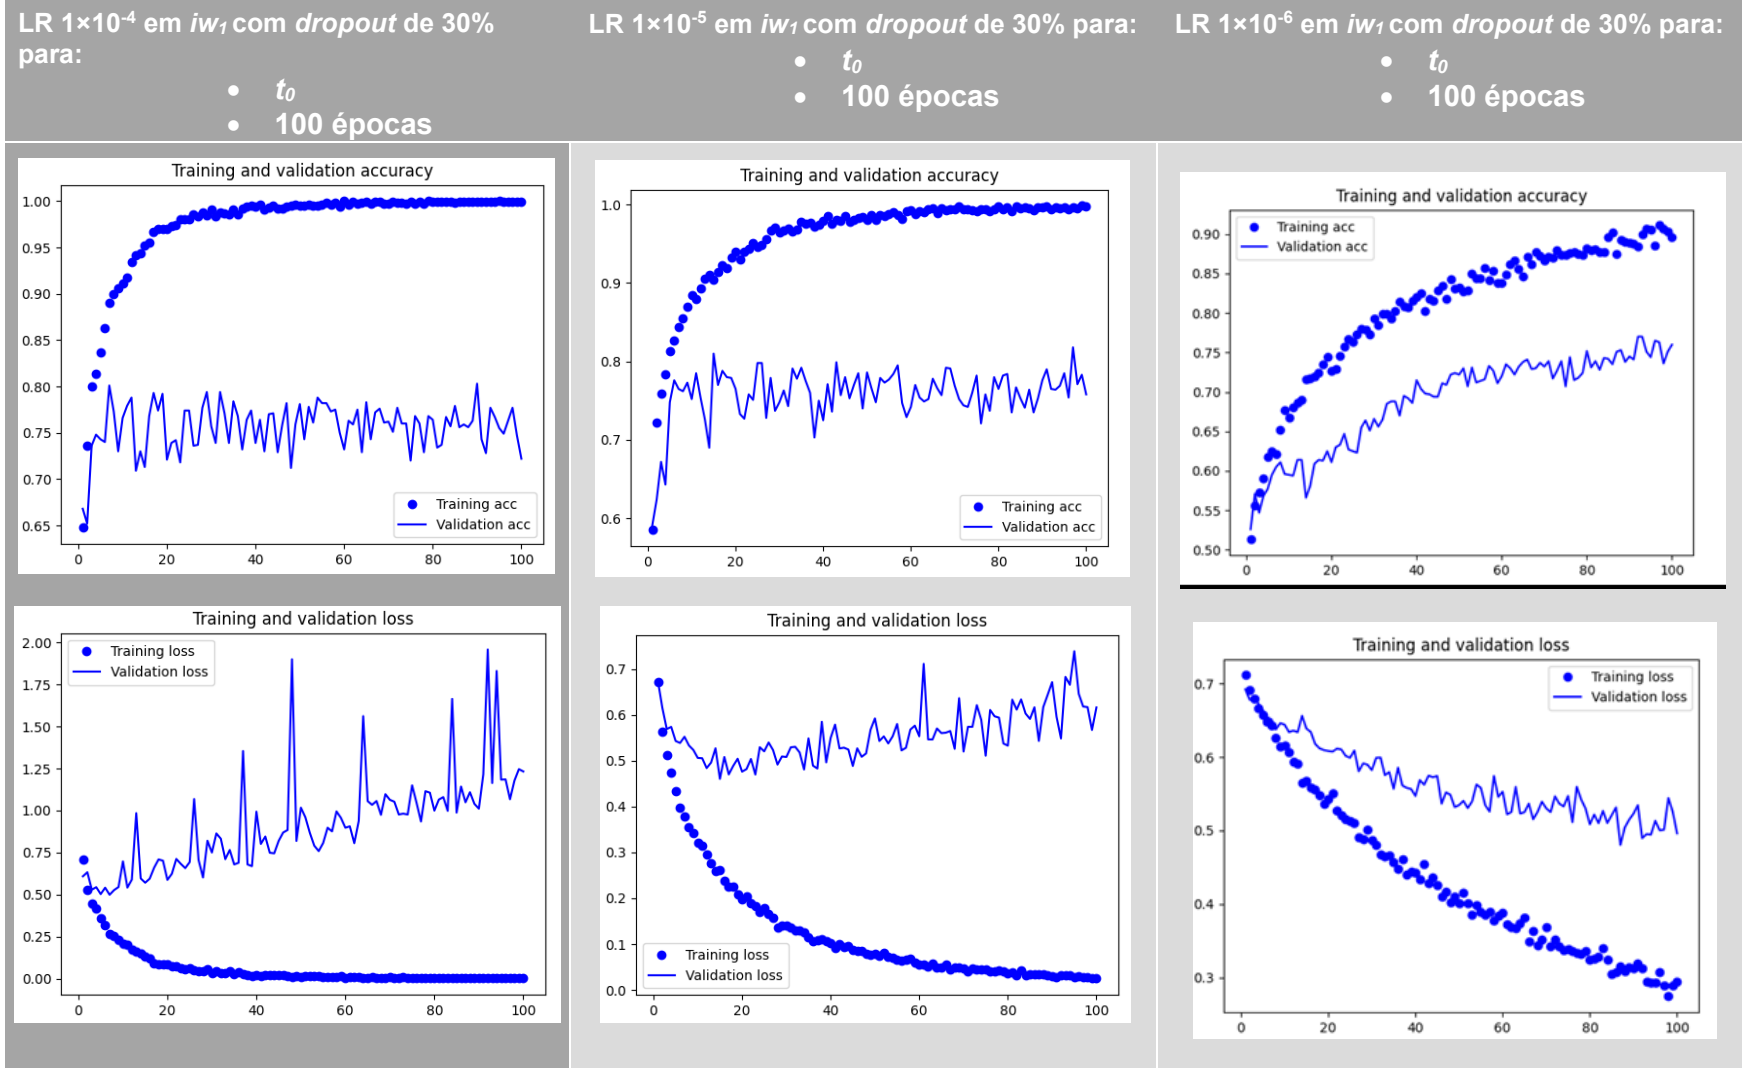 LR 1×10-4 em iw1 com dropout de 30%
para:
• t0
• 100 épocas
LR 1×10-5 em iw1 com dropout de 30% para:
• t0
• 100 épocas
LR 1×10-6 em iw1 com dropout de 30% para:
• t0
• 100 épocas
Training and validation accuracy
1.00
0.95
0.90
0.85
0.80
0.75
0.70
0.65
Training acc
Validation acc
0 20 40 60 80 100
Training and validation accuracy
1.0
0.9
0.8
0.7
0.6
Training acc
Validation acc
0 20 40 60 80 100
Training and validation accuracy
Training acc
Validation acc
0.90
0.85
0.80
0.75
0.70
0.65
0.60
0.55
0.50
0 20 40 60 80 100
Training and validation loss
Training loss
Validation loss
2.00
1.75
1.50
1.25
1.00
0.75
0.50
0.25
0.00
0 20 40 60 80 100
Training and validation loss
0.7
0.6
0.5
0.4
0.3
0.2
0.1
0.0
Training loss
Validation loss
0 20 40 60 80 100
Training and validation loss
Training loss
Validation loss
0.7
0.6
0.5
0.4
0.3
0 20 40 60 80 100